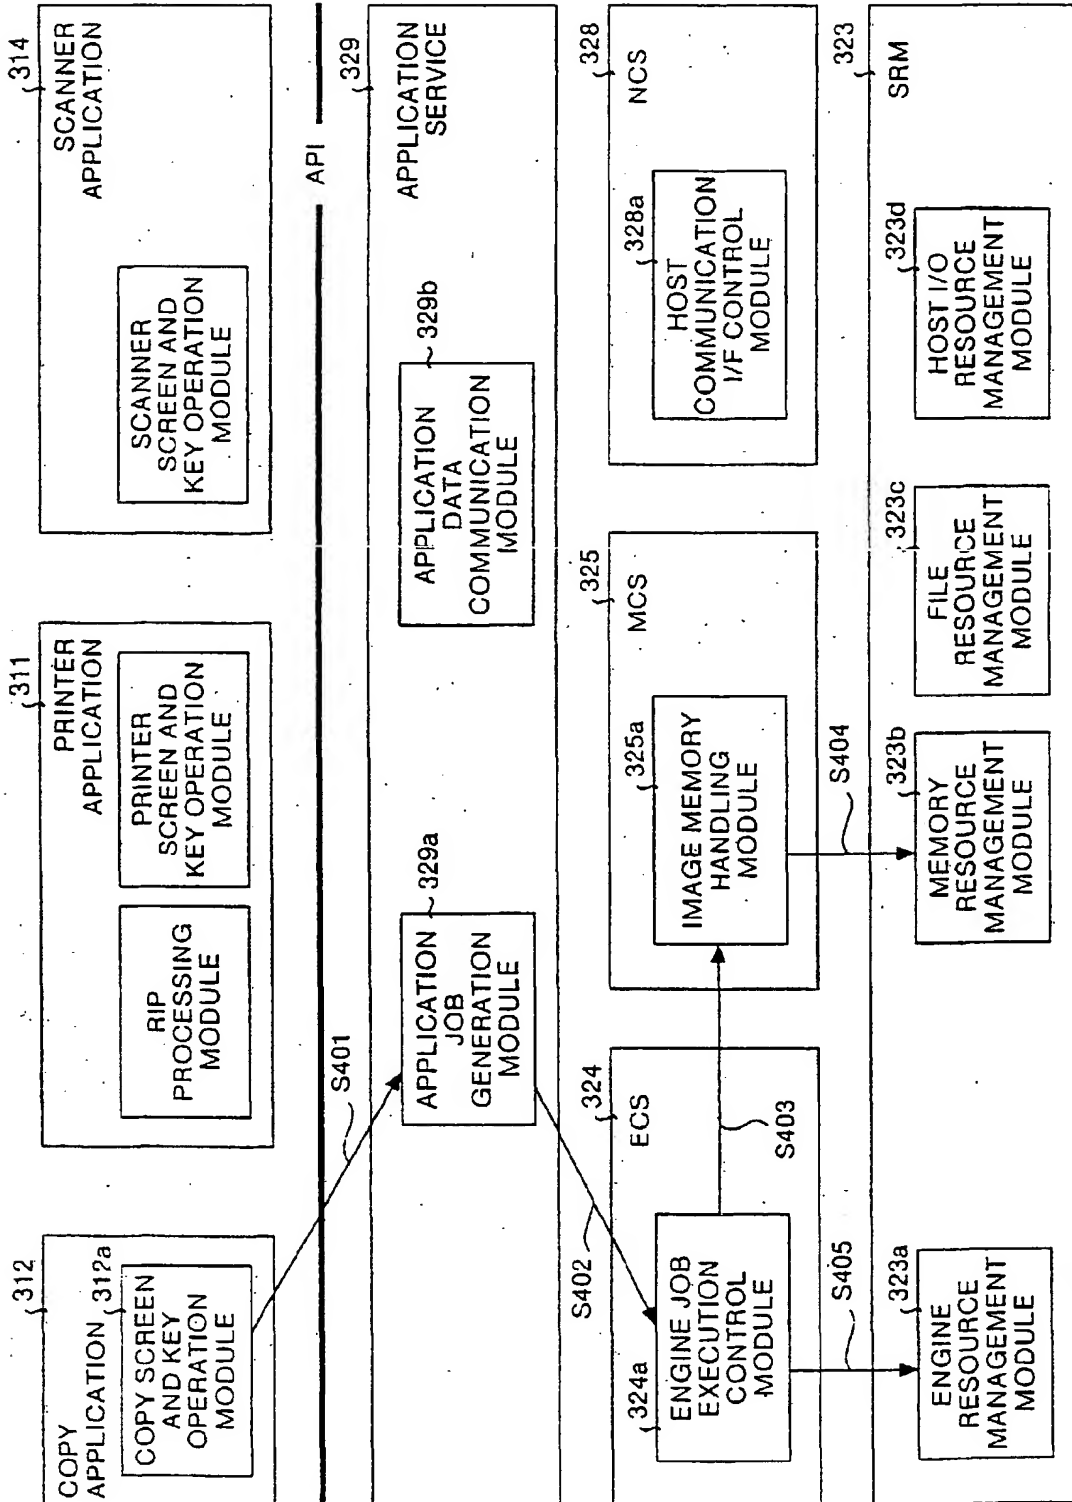 312
COPY
APPLICATION
312a
COPY SCREEN
AND KEY
OPERATION
MODULE
311
PRINTER
APPLICATION
RIP
PROCESSING
MODULE
PRINTER
SCREEN AND
KEY OPERATION
MODULE
314
SCANNER
APPLICATION
SCANNER
SCREEN AND
KEY OPERATION
MODULE
API
S401
329
APPLICATION
SERVICE
329a
APPLICATION
JOB
GENERATION
MODULE
329b
APPLICATION
DATA
COMMUNICATION
MODULE
S402
324
ECS
324a
ENGINE JOB
EXECUTION
CONTROL
MODULE
S403
325
MCS
325a
IMAGE MEMORY
HANDLING
MODULE
328
NCS
328a
HOST
COMMUNICATION
I/F CONTROL
MODULE
S405
S404
323
SRM
323a
ENGINE
RESOURCE
MANAGEMENT
MODULE
323b
MEMORY
RESOURCE
MANAGEMENT
MODULE
323c
FILE
RESOURCE
MANAGEMENT
MODULE
323d
HOST I/O
RESOURCE
MANAGEMENT
MODULE